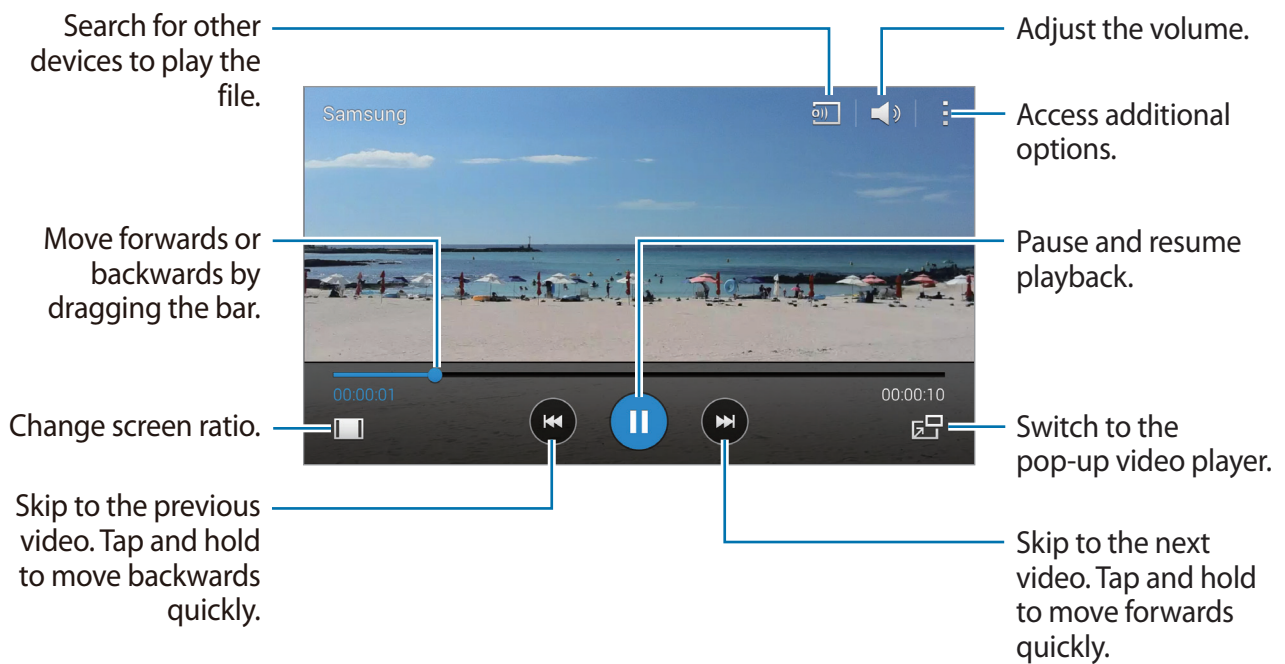 Search for other
devices to play the
file.
Adjust the volume.
Samsung
Access additional
options.
Move forwards or
backwards by
dragging the bar.
Pause and resume
playback.
00:00:01
00:00:10
Change screen ratio.
Switch to the
pop-up video player.
Skip to the previous
video. Tap and hold
to move backwards
quickly.
Skip to the next
video. Tap and hold
to move forwards
quickly.